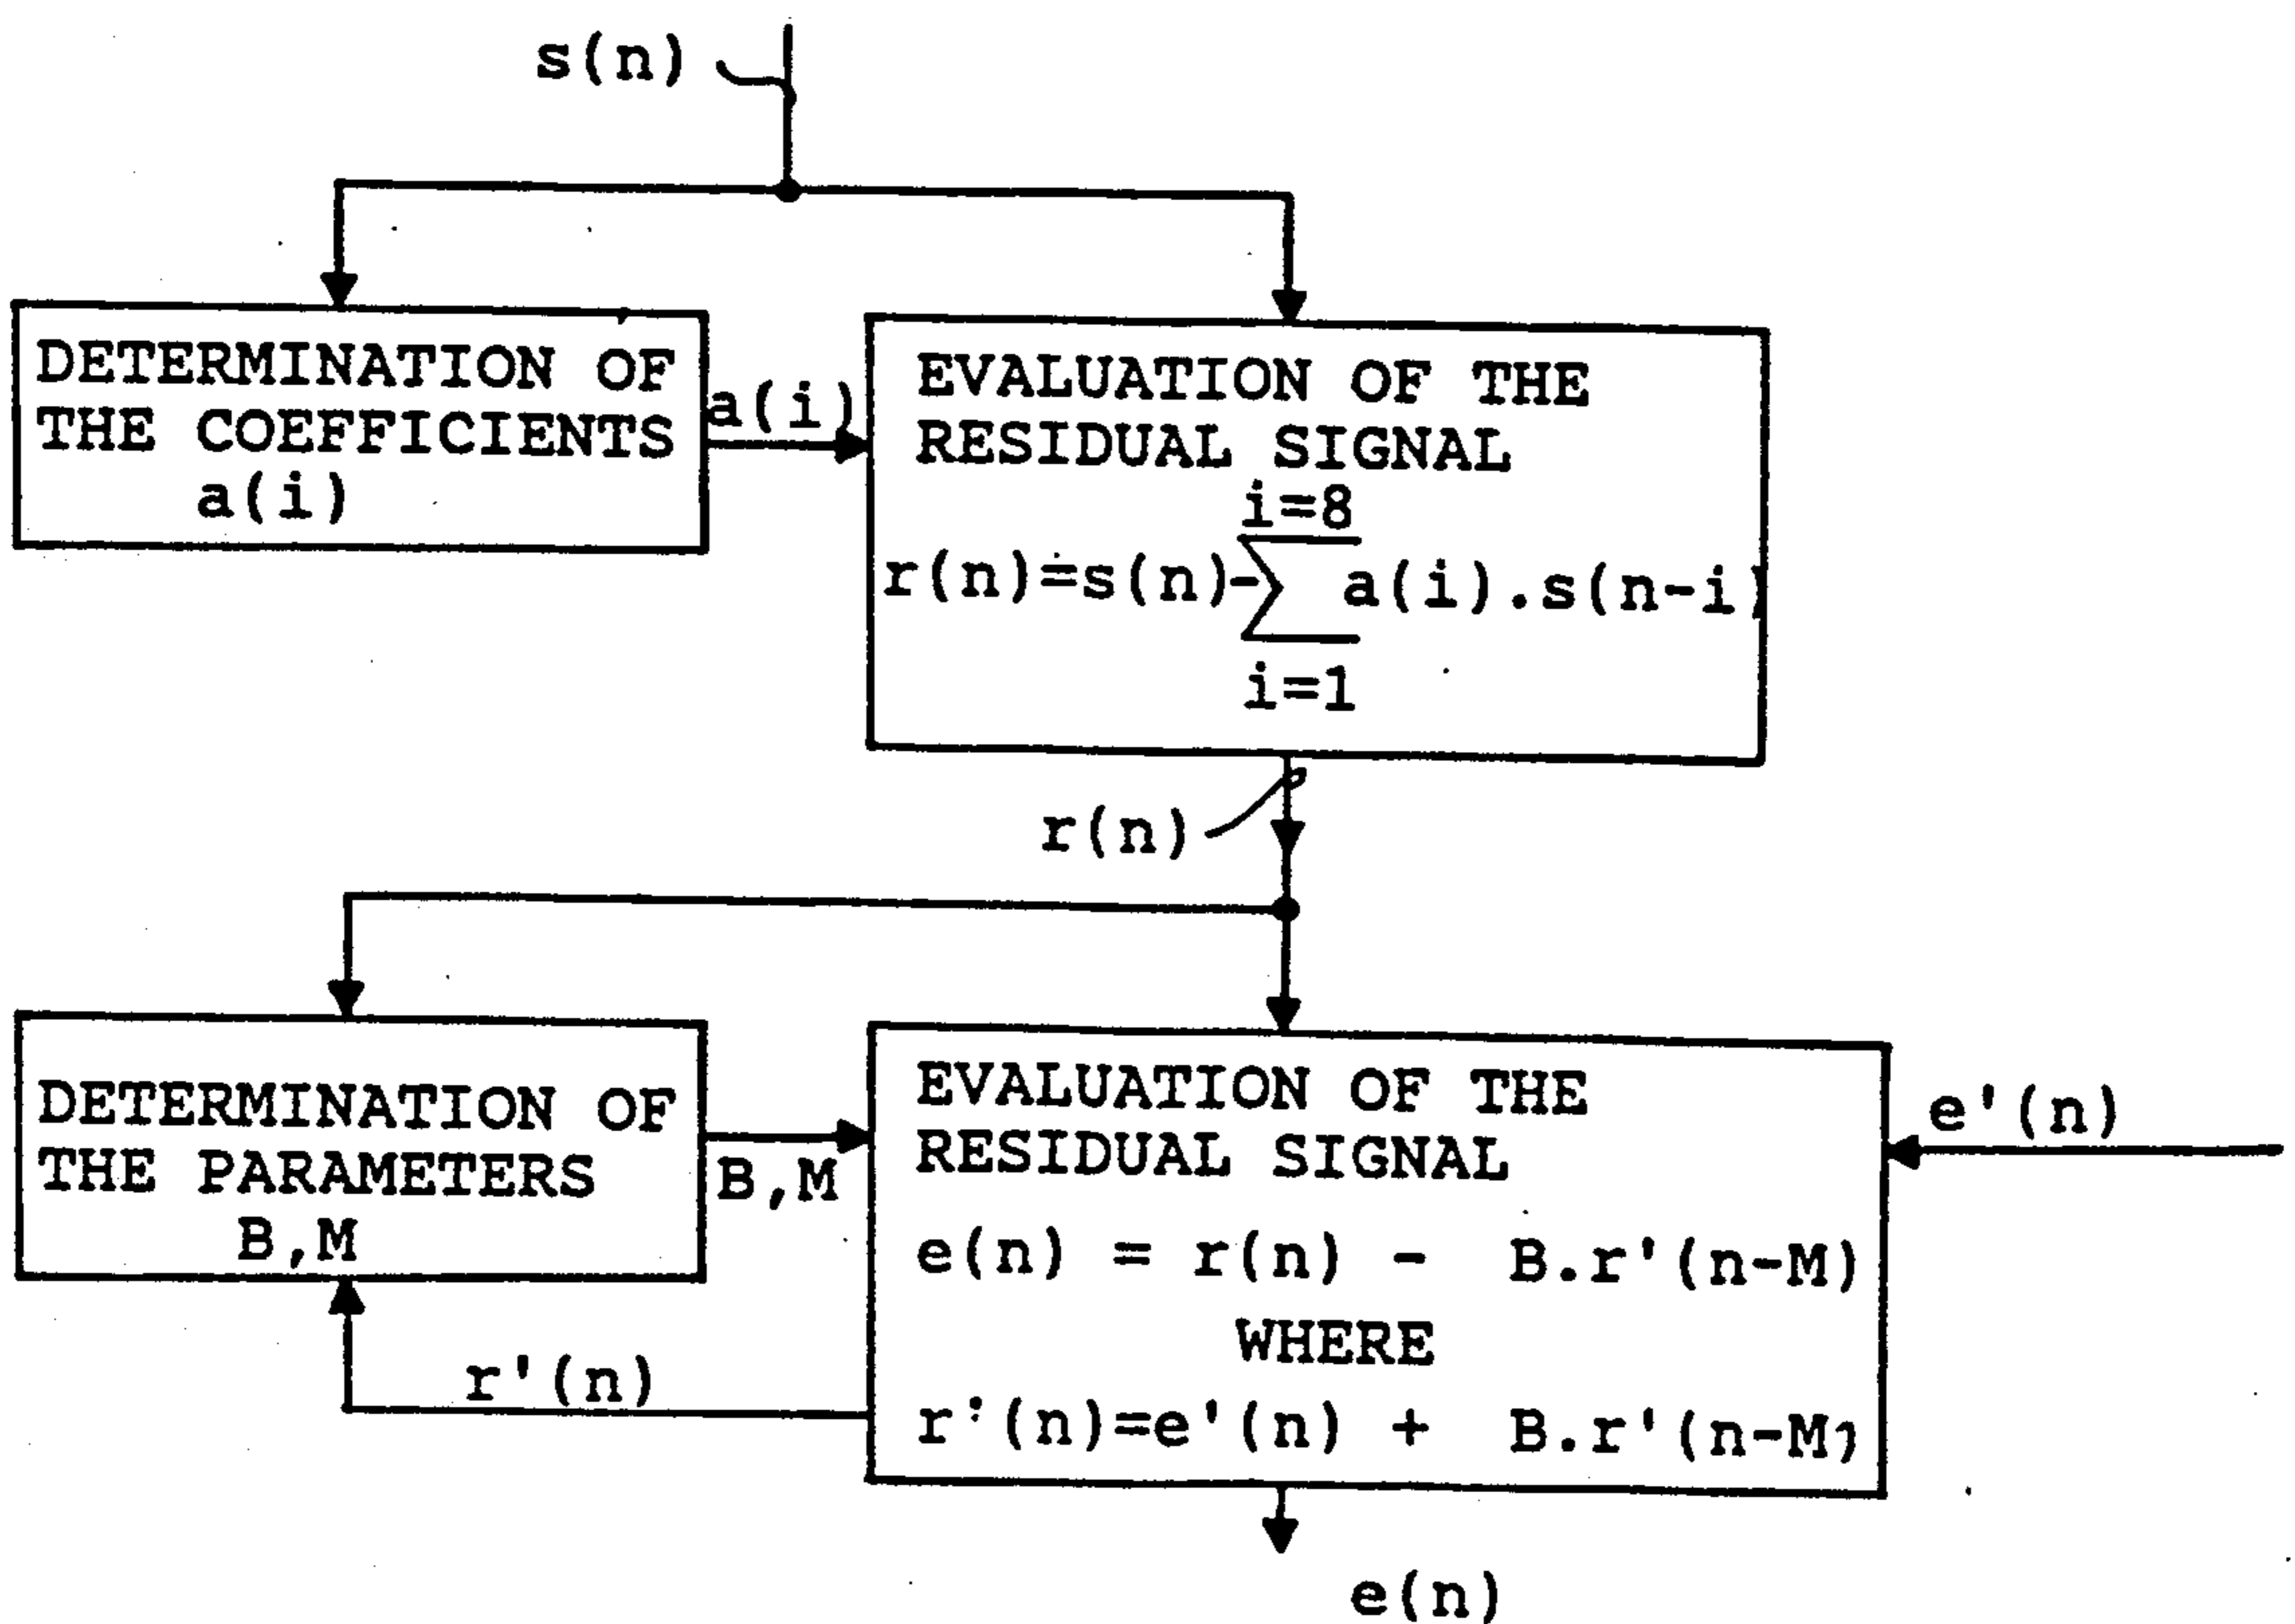 s(n)
DETERMINATION OF
THE COEFFICIENTS
a(i)
a(i)
EVALUATION OF THE
RESIDUAL SIGNAL
i=8
r(n)=s(n)-∑ a(i).s(n-i)
i=1
r(n)
DETERMINATION OF
THE PARAMETERS
B,M
B,M
r'(n)
EVALUATION OF THE
RESIDUAL SIGNAL
e(n) = r(n) - B.r'(n-M)
WHERE
r'(n)=e'(n) + B.r'(n-M)
e'(n)
e(n)